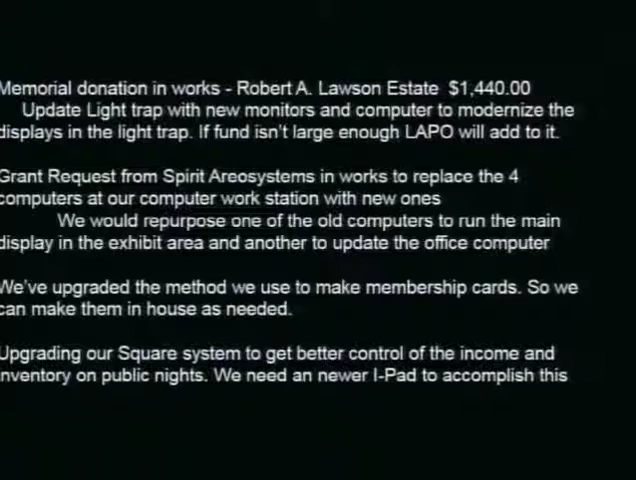 Memorial donation in works - Robert A. Lawson Estate $1,440.00
Update Light trap with new monitors and computer to modernize the
displays in the light trap. If fund isn't large enough LAPO will add to it.
Grant Request from Spirit Areosystems in works to replace the 4
computers at our computer work station with new ones
We would repurpose one of the old computers to run the main
display in the exhibit area and another to update the office computer
We've upgraded the method we use to make membership cards. So we
can make them in house as needed.
Upgrading our Square system to get better control of the income and
inventory on public nights. We need an newer I-Pad to accomplish this